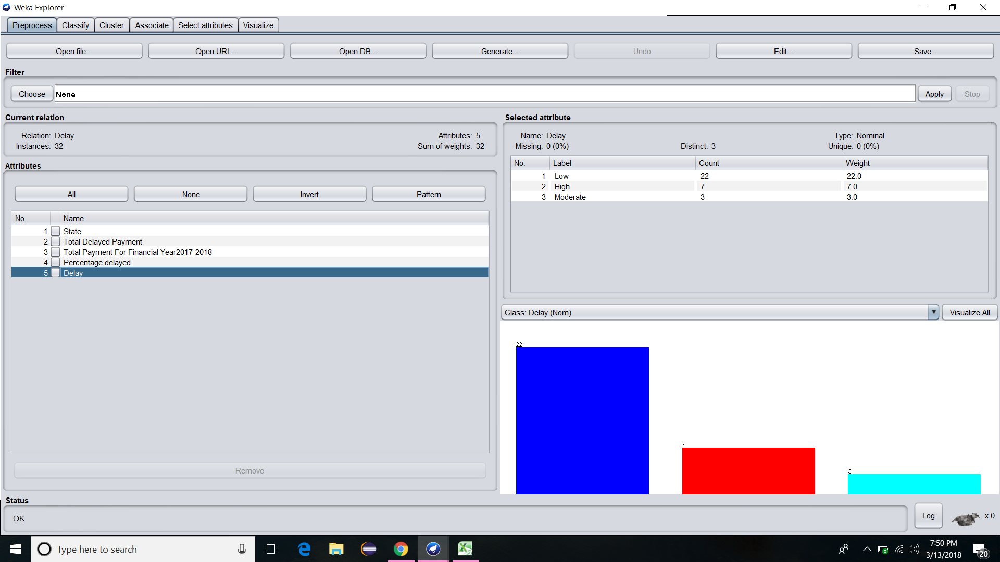 Weka Explorer
Preprocess Classify Cluster Associate Select attributes Visualize
Open file... Open URL... Open DB... Generate... Undo Edit... Save...
Filter
Choose None Apply Stop
Current relation
Relation: Delay Attributes: 5
Instances: 32 Sum of weights: 32
Attributes
All None Invert Pattern
No. Name
1 State
2 Total Delayed Payment
3 Total Payment For Financial Year2017-2018
4 Percentage delayed
5 Delay
Remove
Selected attribute
Name: Delay Type: Nominal
Missing: 0 (0%) Distinct: 3 Unique: 0 (0%)
No. Label Count Weight
1 Low 22 22.0
2 High 7 7.0
3 Moderate 3 3.0
Class: Delay (Nom) Visualize All
22
7
3
Status
OK
Log x 0
Type here to search
7:50 PM
3/13/2018
20